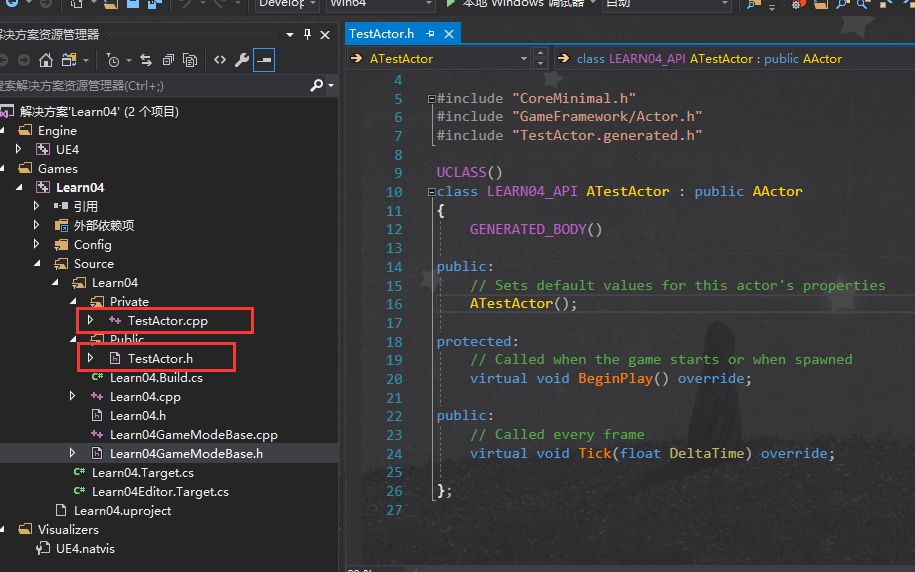 Develop
Win64
本地 Windows 调试器
自动
解决方案资源管理器
搜索解决方案资源管理器(Ctrl+;)
解决方案'Learn04' (2 个项目)
Engine
UE4
Games
Learn04
引用
外部依赖项
Config
Source
Learn04
Private
TestActor.cpp
Public
TestActor.h
Learn04.Build.cs
Learn04.cpp
Learn04.h
Learn04GameModeBase.cpp
Learn04GameModeBase.h
Learn04.Target.cs
Learn04Editor.Target.cs
Learn04.uproject
Visualizers
UE4.natvis
TestActor.h
ATestActor
class LEARN04_API ATestActor : public AActor
4
5 #include "CoreMinimal.h"
6 #include "GameFramework/Actor.h"
7 #include "TestActor.generated.h"
8
9 UCLASS()
10 class LEARN04_API ATestActor : public AActor
11 {
12 GENERATED_BODY()
13
14 public:
15 // Sets default values for this actor's properties
16 ATestActor();
17
18 protected:
19 // Called when the game starts or when spawned
20 virtual void BeginPlay() override;
21
22 public:
23 // Called every frame
24 virtual void Tick(float DeltaTime) override;
25
26 };
27